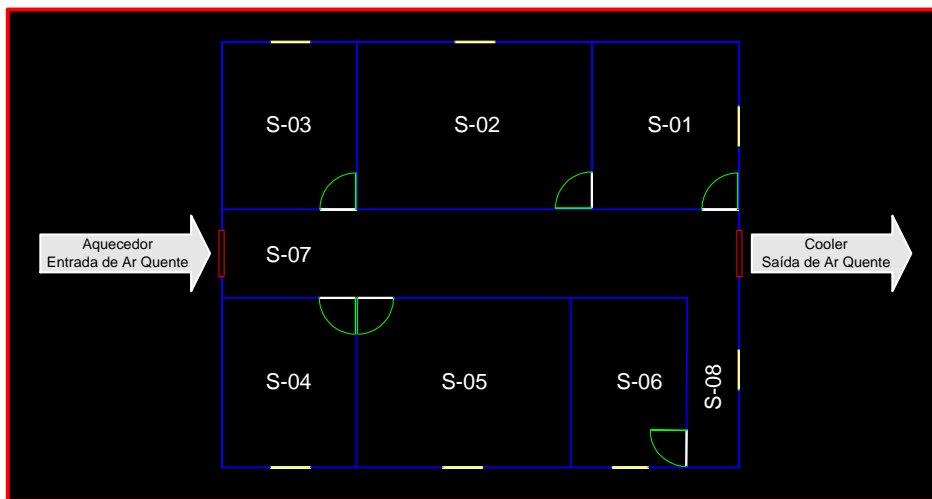 S-03
S-02
S-01
Aquecedor
Entrada de Ar Quente
S-07
Cooler
Saída de Ar Quente
S-04
S-05
S-06
S-08